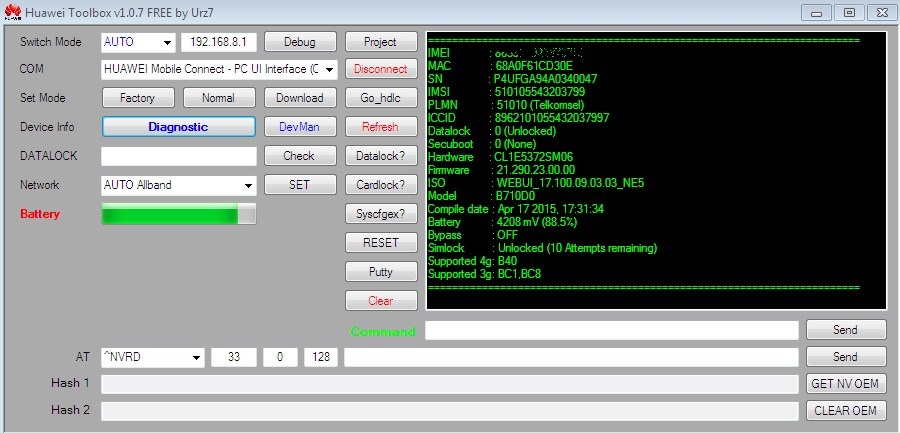 Huawei Toolbox v1.0.7 FREE by Urz7
Switch Mode AUTO 192.168.8.1 Debug Project
COM HUAWEI Mobile Connect - PC UI Interface (C Disconnect
Set Mode Factory Normal Download Go_hdlc
Device Info Diagnostic DevMan Refresh
DATALOCK Check Datalock?
Network AUTO Allband SET Cardlock?
Battery Syscfgex?
RESET
Putty
Clear
IMEI :
MAC : 68A0F61CD30E
SN : P4UFGA94A0340047
IMSI : 510105543203799
PLMN : 51010 (Telkomsel)
ICCID : 8962101055432037997
Datalock : 0 (Unlocked)
Secuboot : 0 (None)
Hardware : CL1E5372SM06
Firmware : 21.290.23.00.00
ISO : WEBUI_17.100.09.03.03_NE5
Model : B710D0
Compile date : Apr 17 2015, 17:31:34
Battery : 4208 mV (88.5%)
Bypass : OFF
Simlock : Unlocked (10 Attempts remaining)
Supported 4g: B40
Supported 3g: BC1,BC8
Command Send
AT ^NVRD 33 0 128 Send
Hash 1 GET NV OEM
Hash 2 CLEAR OEM